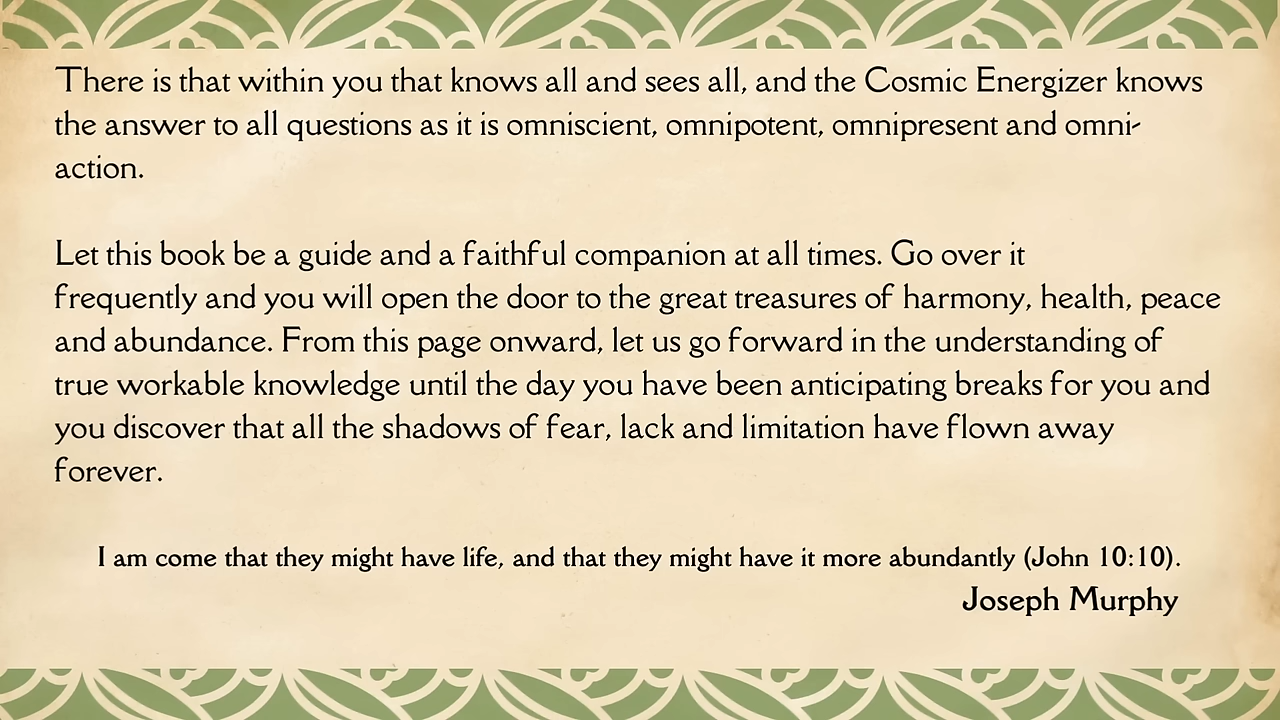 There is that within you that knows all and sees all, and the Cosmic Energizer knows
the answer to all questions as it is omniscient, omnipotent, omnipresent and omni-
action.
Let this book be a guide and a faithful companion at all times. Go over it
frequently and you will open the door to the great treasures of harmony, health, peace
and abundance. From this page onward, let us go forward in the understanding of
true workable knowledge until the day you have been anticipating breaks for you and
you discover that all the shadows of fear, lack and limitation have flown away
forever.
I am come that they might have life, and that they might have it more abundantly (John 10:10).
Joseph Murphy